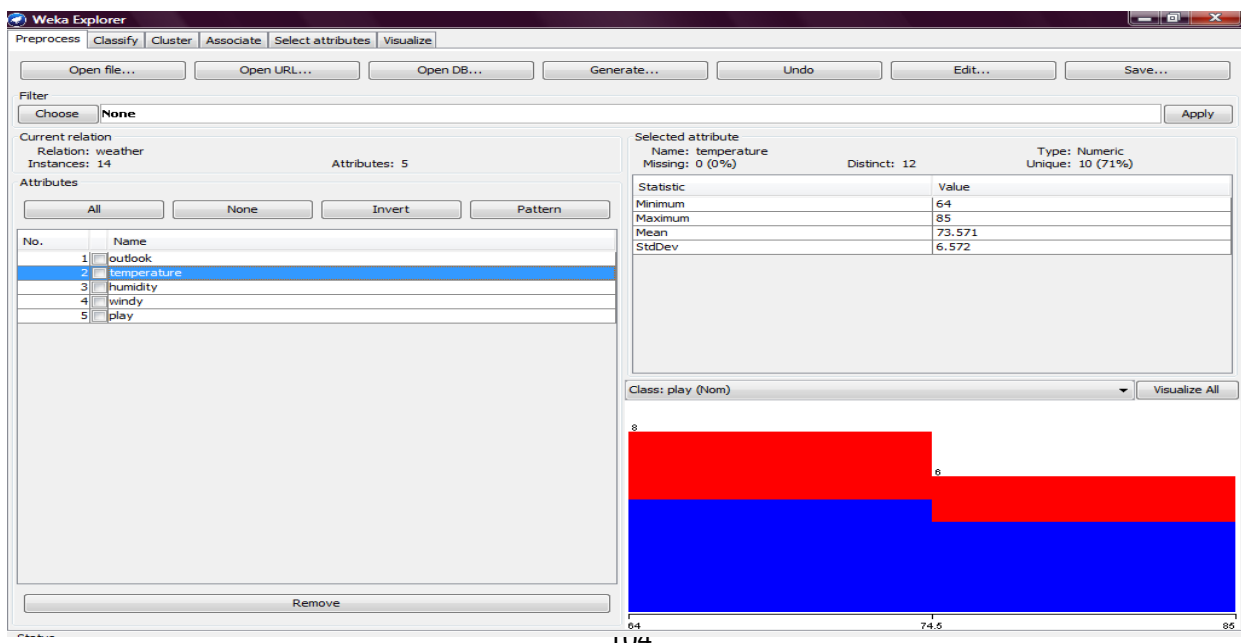 Weka Explorer
Preprocess Classify Cluster Associate Select attributes Visualize
Open file... Open URL... Open DB... Generate... Undo Edit... Save...
Filter
Choose None Apply
Current relation
Relation: weather
Instances: 14 Attributes: 5
Attributes
All None Invert Pattern
No. Name
1 outlook
2 temperature
3 humidity
4 windy
5 play
Remove
Selected attribute
Name: temperature Type: Numeric
Missing: 0 (0%) Distinct: 12 Unique: 10 (71%)
Statistic Value
Minimum 64
Maximum 85
Mean 73.571
StdDev 6.572
Class: play (Nom) Visualize All
8
6
64 74.5 85